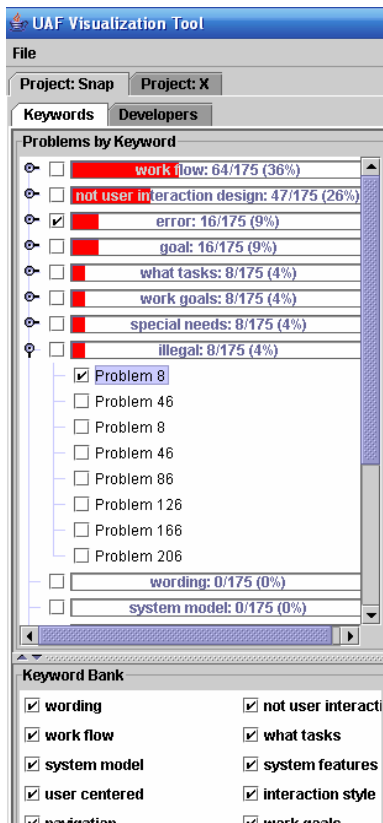 UAF Visualization Tool
File
Project: Snap Project: X
Keywords Developers
Problems by Keyword
work flow: 64/175 (36%)
not user interaction design: 47/175 (26%)
error: 16/175 (9%)
goal: 16/175 (9%)
what tasks: 8/175 (4%)
work goals: 8/175 (4%)
special needs: 8/175 (4%)
illegal: 8/175 (4%)
Problem 8
Problem 46
Problem 8
Problem 46
Problem 86
Problem 126
Problem 166
Problem 206
wording: 0/175 (0%)
system model: 0/175 (0%)
Keyword Bank
wording not user interacti
work flow what tasks
system model system features
user centered interaction style
navigation work goals